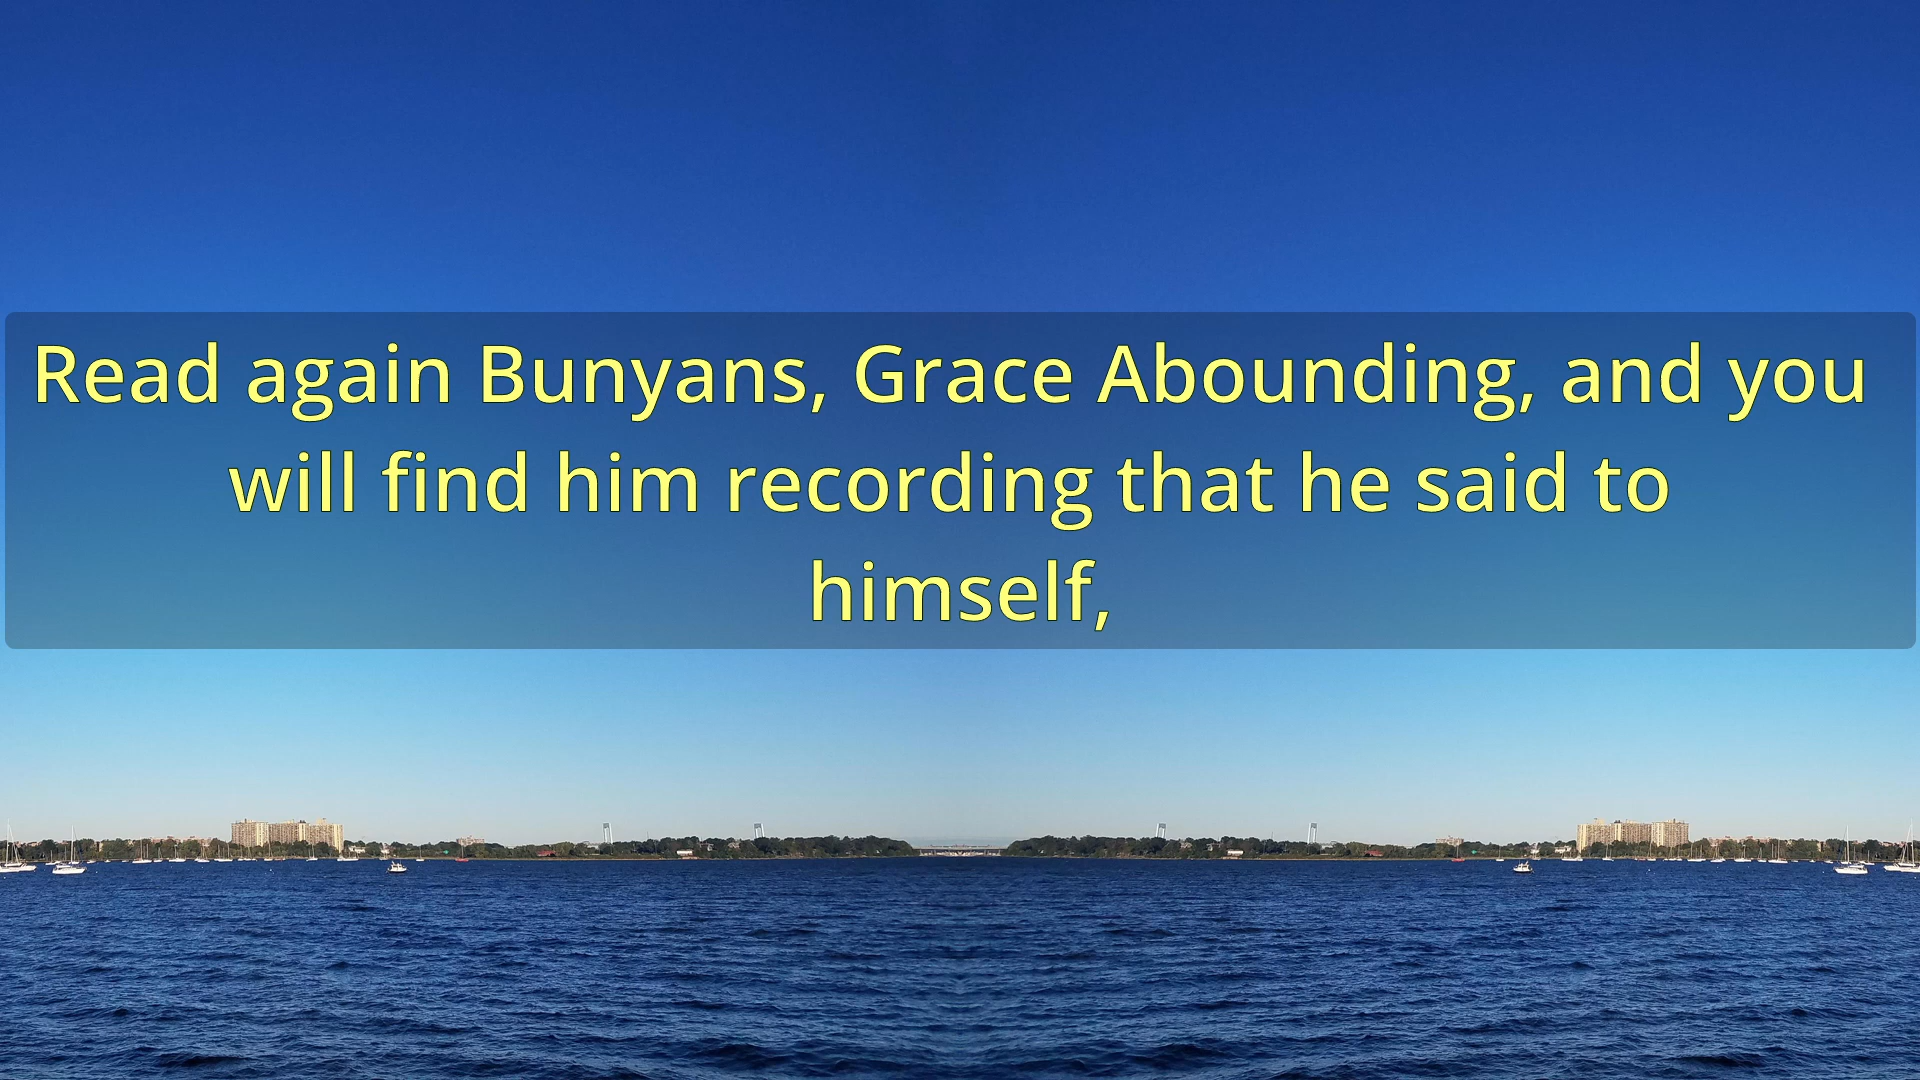 Read again Bunyans, Grace Abounding, and you
will find him recording that he said to
himself,